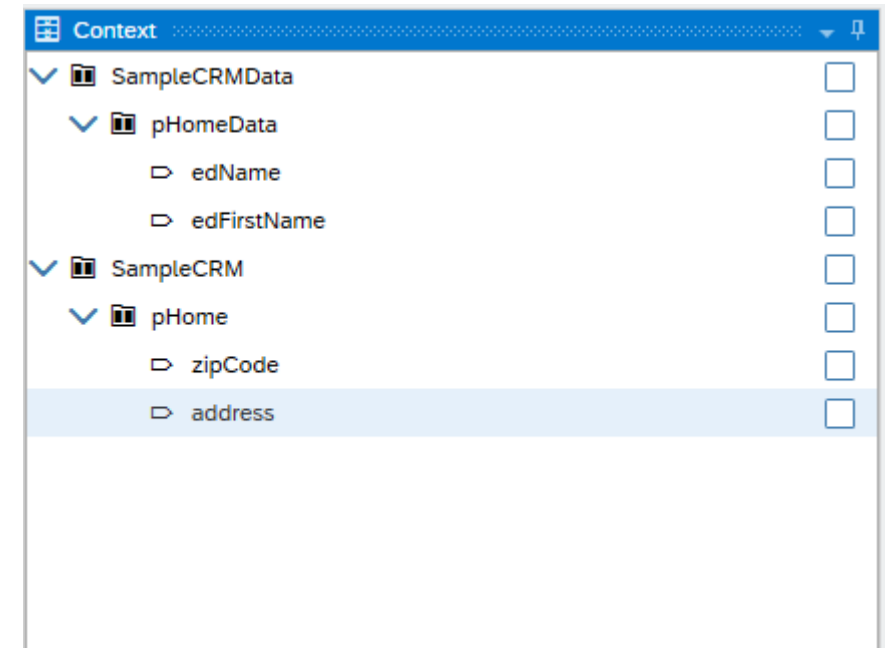 Context
SampleCRMData
pHomeData
edName
edFirstName
SampleCRM
pHome
zipCode
address